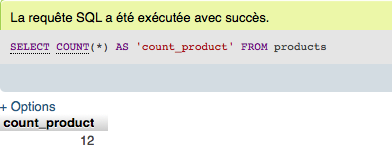 La requête SQL a été exécutée avec succès.
SELECT COUNT(*) AS 'count_product' FROM products
+ Options
count_product
12